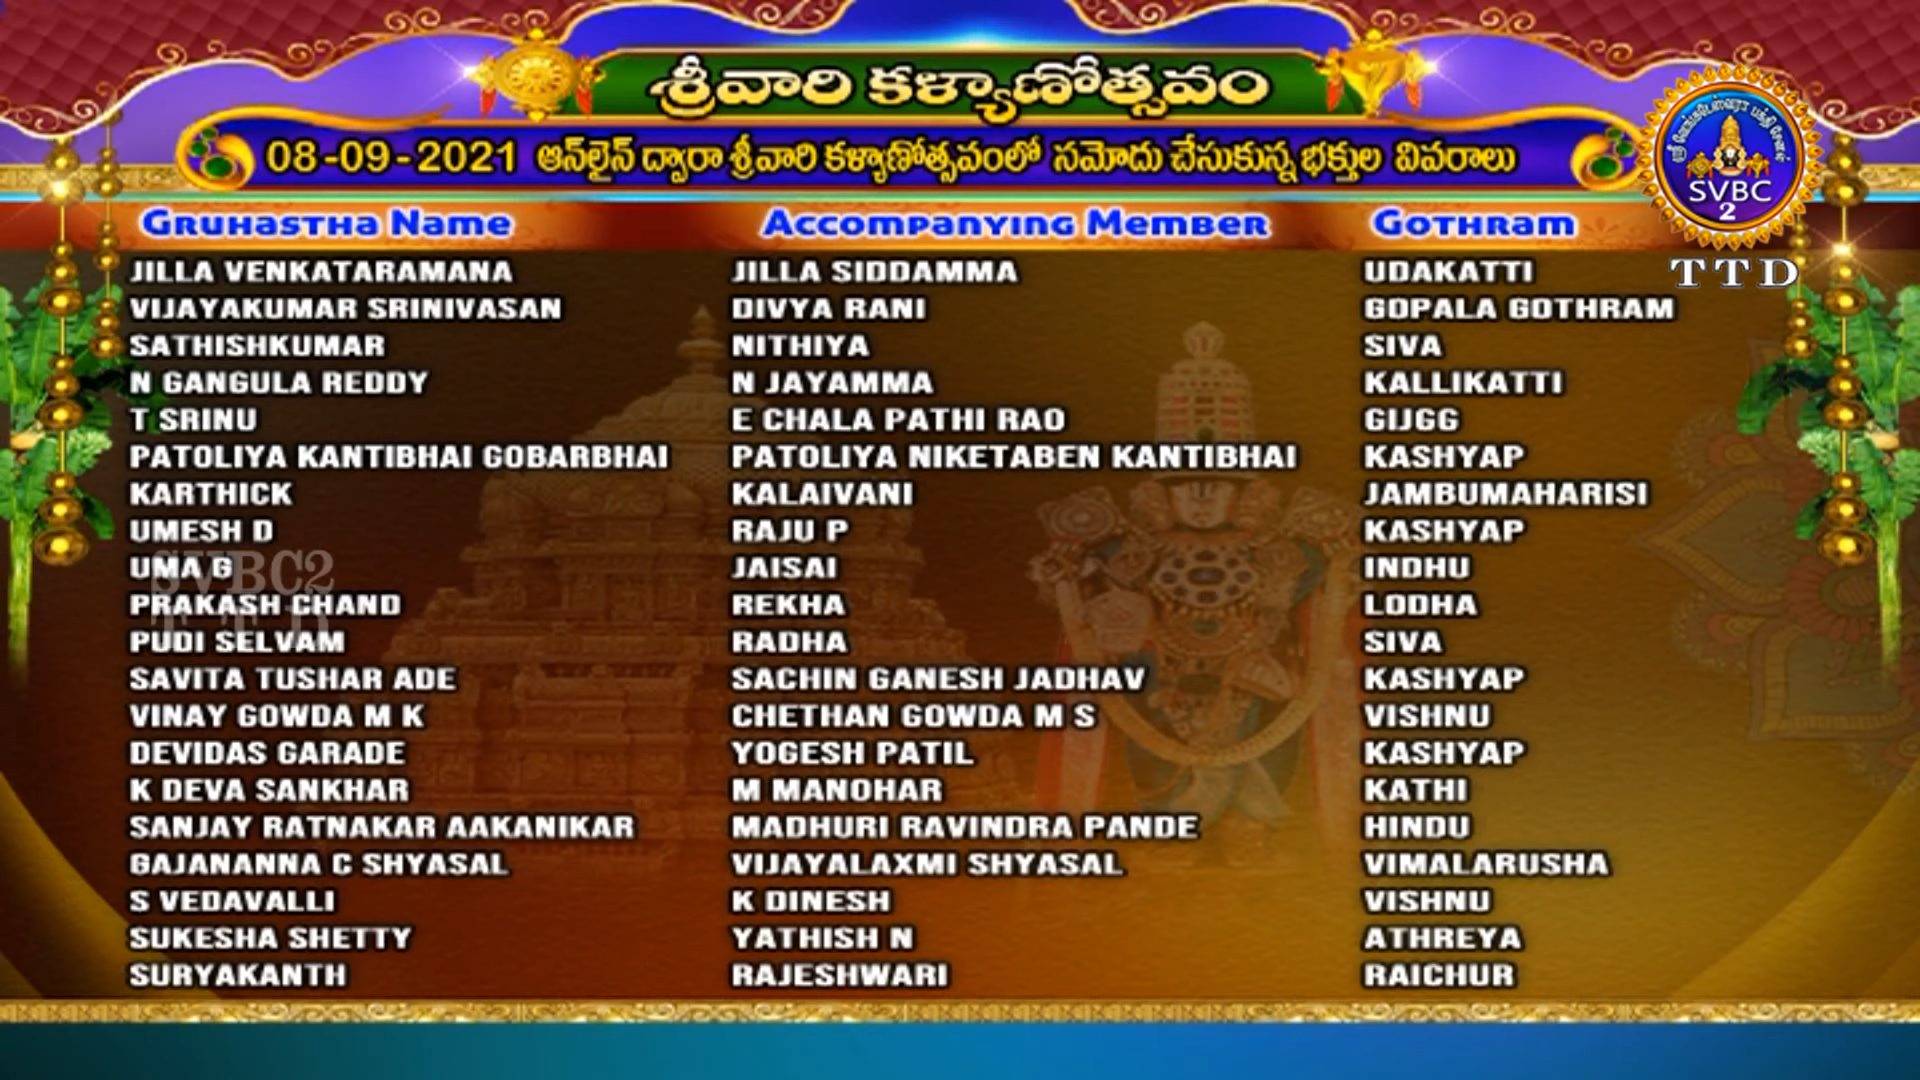 శ్రీవారి కళ్యాణోత్సవం
08-09-2021 ఆన్‌లైన్ ద్వారా శ్రీవారి కళ్యాణోత్సవంలో నమోదు చేసుకున్న భక్తుల వివరాలు
SVBC
2
TTD
Gruhastha Name Accompanying Member Gothram
JILLA VENKATARAMANA JILLA SIDDAMMA UDAKATTI
VIJAYAKUMAR SRINIVASAN DIVYA RANI GOPALA GOTHRAM
SATHISHKUMAR NITHIYA SIVA
N GANGULA REDDY N JAYAMMA KALLIKATTI
T SRINU E CHALA PATHI RAO GIJGG
PATOLIYA KANTIBHAI GOBARBHAI PATOLIYA NIKETABEN KANTIBHAI KASHYAP
KARTHICK KALAIVANI JAMBUMAHARISI
UMESH D RAJU P KASHYAP
UMA G JAISAI INDHU
PRAKASH CHAND REKHA LODHA
PUDI SELVAM RADHA SIVA
SAVITA TUSHAR ADE SACHIN GANESH JADHAV KASHYAP
VINAY GOWDA M K CHETHAN GOWDA M S VISHNU
DEVIDAS GARADE YOGESH PATIL KASHYAP
K DEVA SANKHAR M MANOHAR KATHI
SANJAY RATNAKAR AAKANIKAR MADHURI RAVINDRA PANDE HINDU
GAJANANNA C SHYASAL VIJAYALAXMI SHYASAL VIMALARUSHA
S VEDAVALLI K DINESH VISHNU
SUKESHA SHETTY YATHISH N ATHREYA
SURYAKANTH RAJESHWARI RAICHUR
SVBC2
TTD